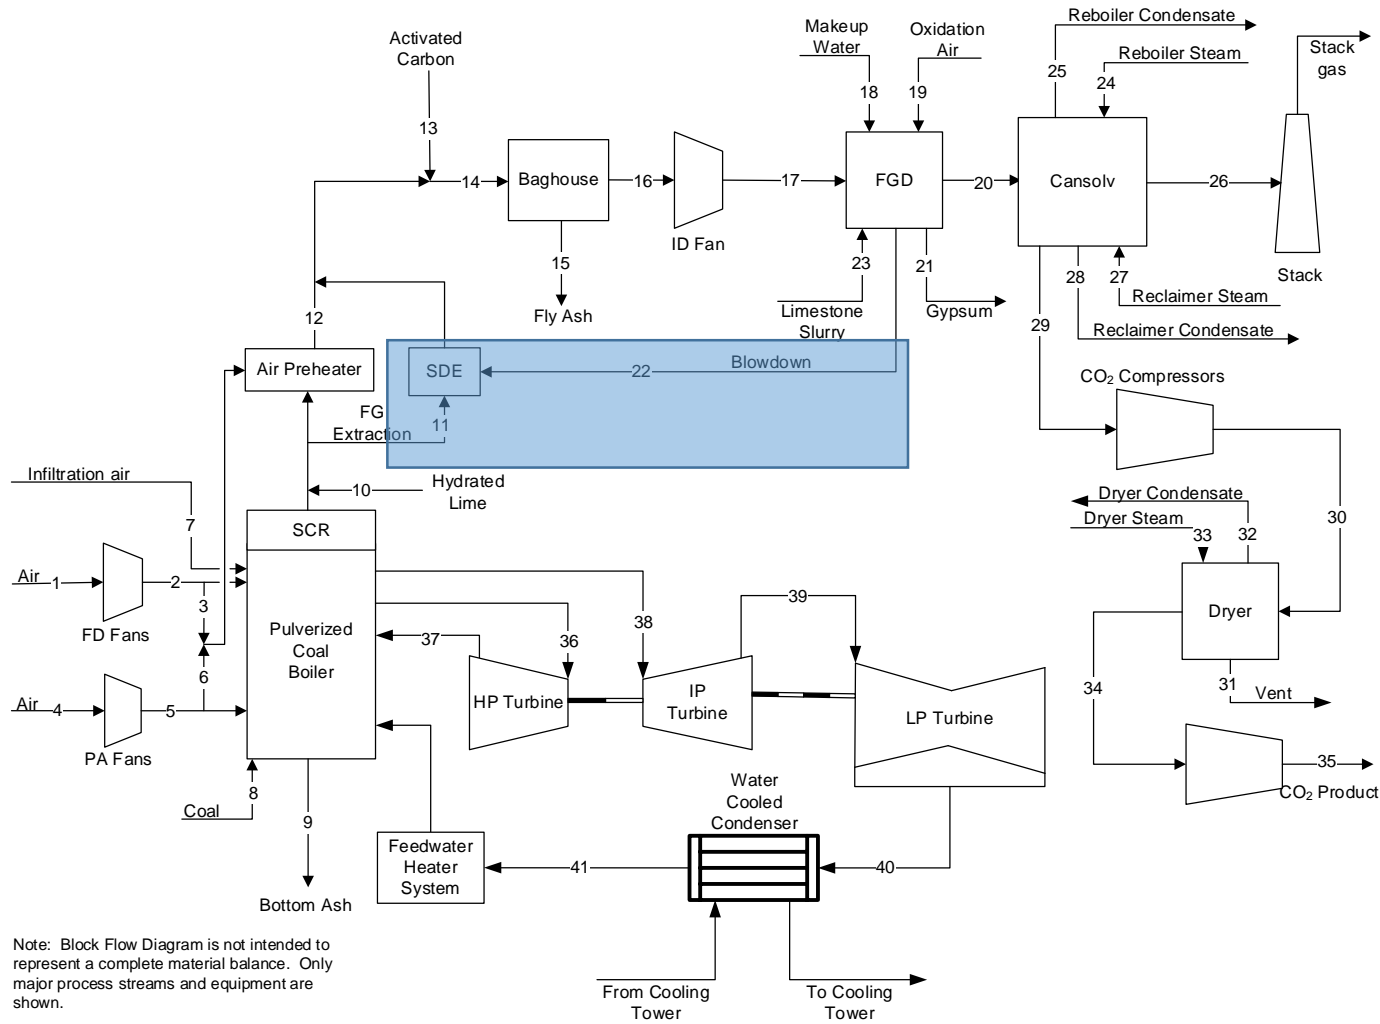 Reboiler Condensate
Makeup
Water
Oxidation
Air
Stack
gas
Activated
Carbon
Reboiler Steam
25
24
18
19
13
14
Baghouse
16
17
FGD
20
Cansolv
26
ID Fan
15
23
21
28
27
Stack
Fly Ash
Limestone
Slurry
Gypsum
Reclaimer Steam
29
Reclaimer Condensate
12
Air Preheater
SDE
22
Blowdown
CO₂ Compressors
FG
Extraction
11
Infiltration air
10
Hydrated
Lime
7
SCR
Dryer Condensate
Dryer Steam
33
32
30
Air
1
2
3
FD Fans
Pulverized
Coal
Boiler
37
36
38
39
Dryer
6
HP Turbine
IP
Turbine
LP Turbine
34
31
Vent
Air
4
5
PA Fans
35
CO₂ Product
Water
Cooled
Condenser
8
Coal
9
Feedwater
Heater
System
41
40
Bottom Ash
Note: Block Flow Diagram is not intended to
represent a complete material balance. Only
major process streams and equipment are
shown.
From Cooling
Tower
To Cooling
Tower